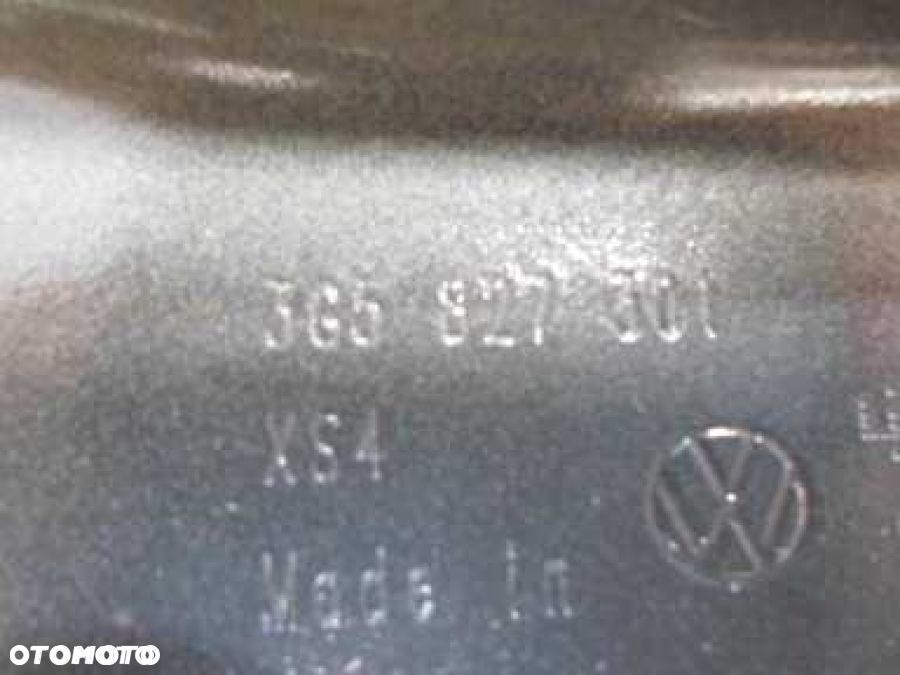 3G5 827 301
XS4
Made in
OTOMOTO